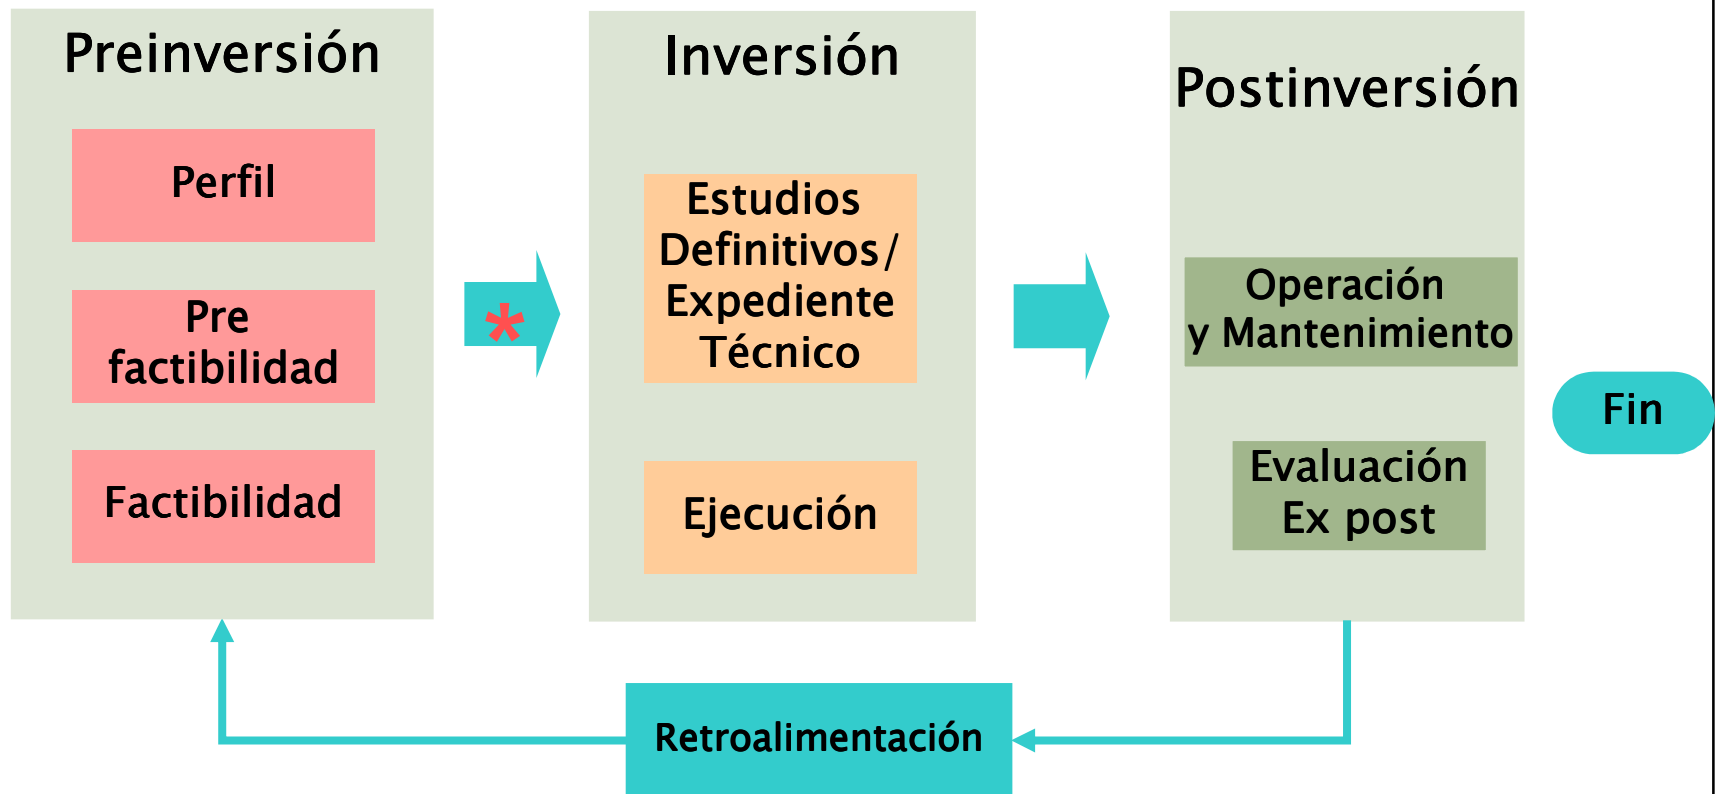 Preinversión
Perfil
Pre
factibilidad
Factibilidad
*
Inversión
Estudios
Definitivos/
Expediente
Técnico
Ejecución
Postinversión
Operación
y Mantenimiento
Evaluación
Ex post
Fin
Retroalimentación